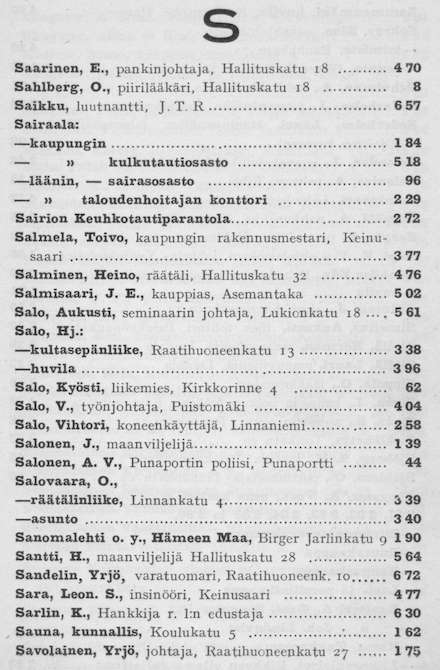 S
Saarinen, E., pankinjohtaja, Hallituskatu 18 ........... 4 70
Sahlberg, O., piirilääkäri, Hallituskatu 18 ........... 8
Saikku, luutnantti, J. T. R ........... 6 57
Sairaala:
—kaupungin ........... 1 84
— » kulkutautiosasto ........... 5 18
—läänin, — sairasosasto ........... 96
— » taloudenhoitajan konttori ........... 2 29
Sairion Keuhkotautiparantola........... 2 72
Salmela, Toivo, kaupungin rakennusmestari, Keinu-
saari ........... 3 77
Salminen, Heino, räätäli, Hallituskatu 32 ........... 4 76
Salmisaari, J. E., kauppias, Asemantaka ........... 5 02
Salo, Aukusti, seminaarin johtaja, Lukionkatu 18 .... 5 61
Salo, Hj.:
—kultasepänliike, Raatihuoneenkatu 13 ........... 3 38
—huvila ........... 3 96
Salo, Kyösti, liikemies, Kirkkorinne 4 ........... 62
Salo, V., työnjohtaja, Puistomäki ........... 4 04
Salo, Vihtori, koneenkäyttäjä, Linnaniemi........... 2 58
Salonen, J., maanviljelijä........... 1 39
Salonen, A. V., Punaportin poliisi, Punaportti ........... 44
Salovaara, O.,
—räätälinliike, Linnankatu 4........... 3 39
—asunto ........... 3 40
Sanomalehti o. y., Hämeen Maa, Birger Jarlinkatu 9 1 90
Santti, H., maanviljelijä Hallituskatu 28 ........... 5 64
Sandelin, Yrjö, varatuomari, Raatihuoneenk. 10...... 6 72
Sara, Leon. S., insinööri, Keinusaari ........... 4 77
Sarlin, K., Hankkija r. l:n edustaja ........... 6 30
Sauna, kunnallis, Koulukatu 5 ........... 1 62
Savolainen, Yrjö, johtaja, Raatihuoneenkatu 27 ...... 1 75